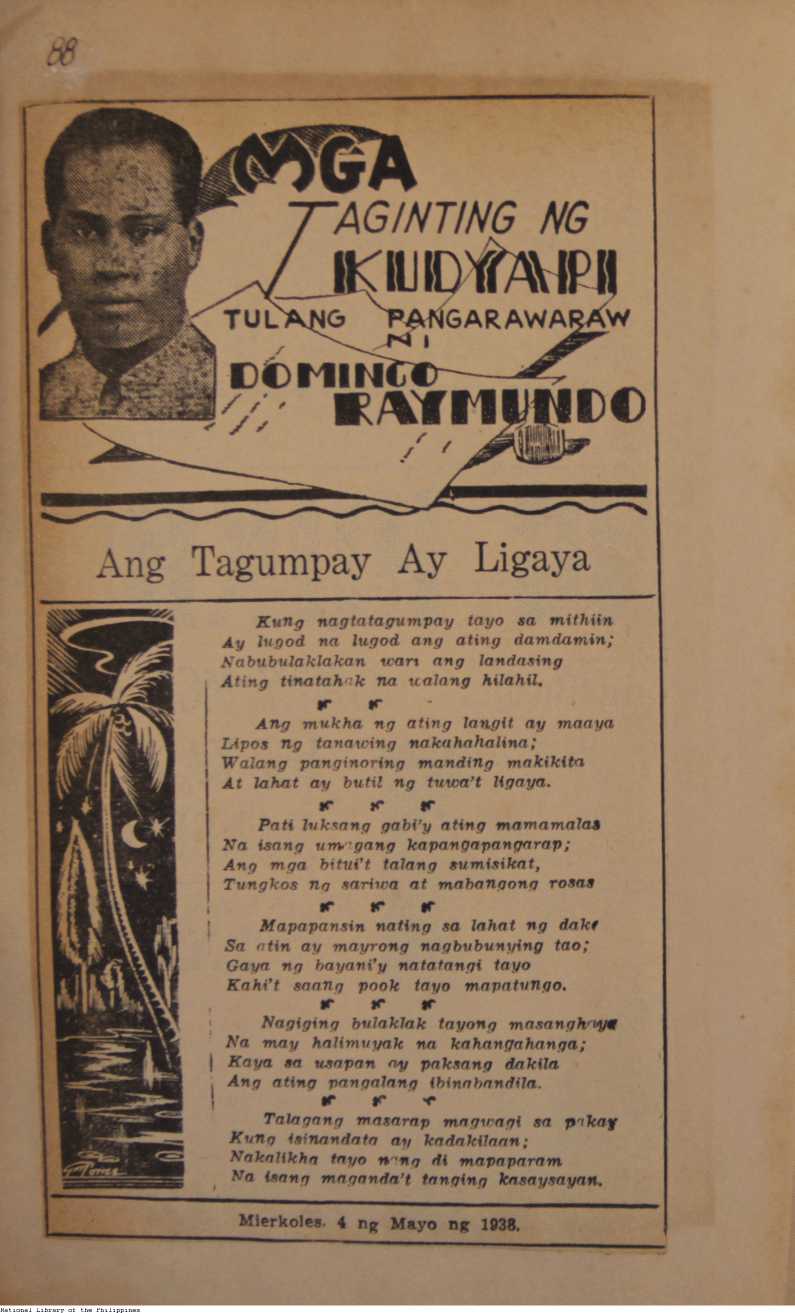 88
MGA
TAGINTING NG
KUDYAPI
TULANG PANGARAWARAW
NI
DOMINGO
RAYMUNDO
Ang Tagumpay Ay Ligaya
Kung nagtatagumpay tayo sa mithiin
Ay lugod na lugod ang ating damdamin;
Nabubulaklakan wari ang landasing
Ating tinatahak na walang hilahil.
Ang mukha ng ating langit ay maaya
Lipos ng tanawing nakahahalina;
Walang panginoring manding makikita
At lahat ay butil ng tuwa't ligaya.
Pati luksang gabi'y ating mamamalas
Na isang umagang kapangapangarap;
Ang mga bitui't talang sumisikat,
Tungkos ng sariwa at mabangong rosas
Mapapansin nating sa lahat ng dako
Sa atin ay mayrong nagbubunying tao;
Gaya ng bayani'y natatangi tayo
Kahi't saang pook tayo mapatungo.
Nagiging bulaklak tayong masanghaya
Na may halimuyak na kahangahanga;
Kaya sa usapan ay paksang dakila
Ang ating pangalang ibinabandila.
Talagang masarap magwagi sa pakay
Kung isinandata ay kadakilaan;
Nakalikha tayo nang di mapaparam
Na isang maganda't tanging kasaysayan.
Mierkoles. 4 ng Mayo ng 1938.
National Library of the Philippines